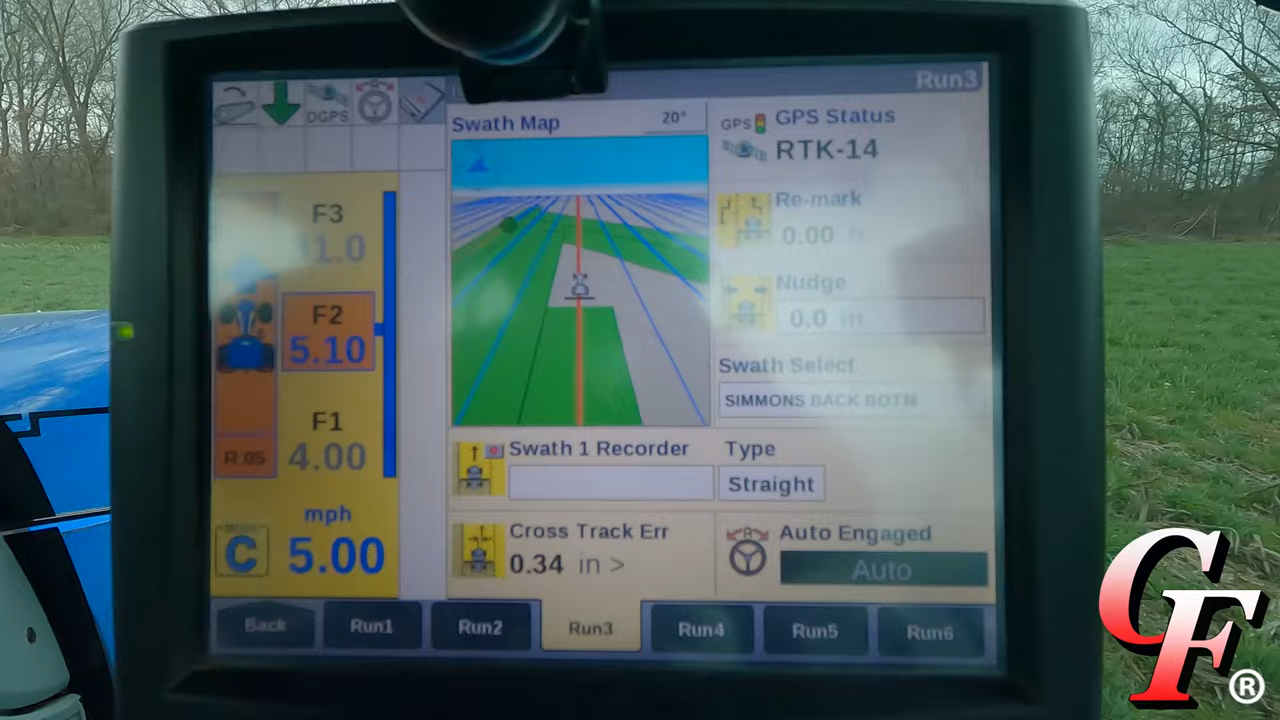 Run3
DGPS
Swath Map
20°
GPS
GPS Status
RTK-14
F3
1.0
Re-mark
0.00
Nudge
0.0 in
F2
5.10
Swath Select
SIMMONS BACK BOTM
F1
4.00
R 05
Swath 1 Recorder
Type
Straight
mph
C 5.00
Cross Track Err
0.34 in >
Auto Engaged
Auto
Back
Run1
Run2
Run3
Run4
Run5
Run6
CF®